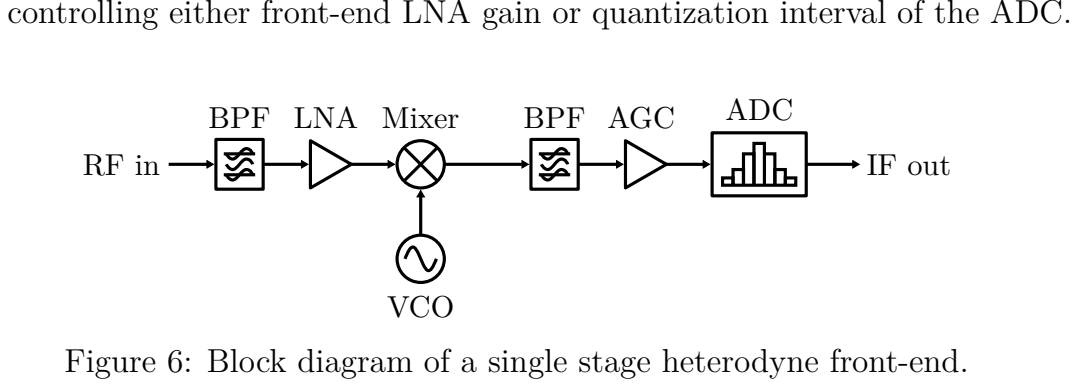 controlling either front-end LNA gain or quantization interval of the ADC.
BPF LNA Mixer BPF AGC ADC
RF in IF out
VCO
Figure 6: Block diagram of a single stage heterodyne front-end.